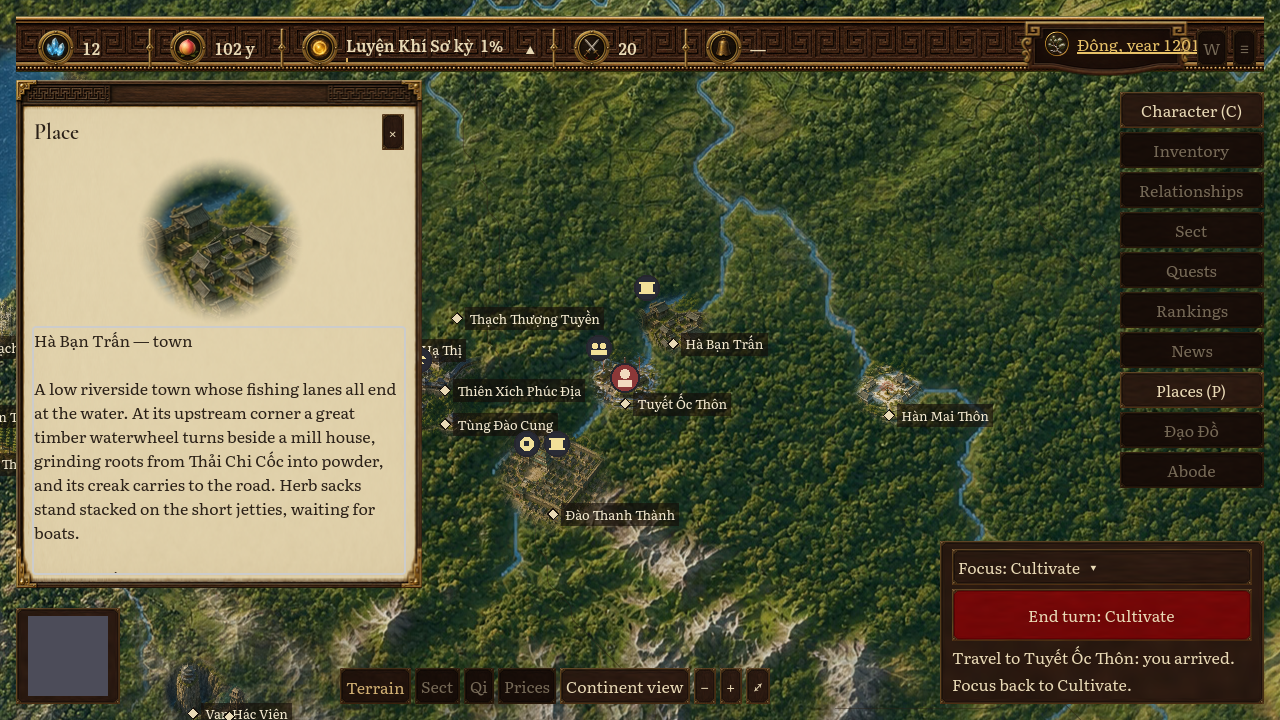 12
102 y
Luyện Khí Sơ kỳ 1% ▲
20
—
Đông, year 1201
W
≡
Place
×
Hà Bạn Trấn — town
A low riverside town whose fishing lanes all end
at the water. At its upstream corner a great
timber waterwheel turns beside a mill house,
grinding roots from Thải Chi Cốc into powder,
and its creak carries to the road. Herb sacks
stand stacked on the short jetties, waiting for
boats.
Thạch Thượng Tuyền
Hà Bạn Trấn
Hạ Thị
Thiên Xích Phúc Địa
Tuyết Ốc Thôn
Hàn Mai Thôn
Tùng Đào Cung
Đào Thanh Thành
Character (C)
Inventory
Relationships
Sect
Quests
Rankings
News
Places (P)
Đạo Đồ
Abode
Focus: Cultivate ▾
End turn: Cultivate
Travel to Tuyết Ốc Thôn: you arrived.
Focus back to Cultivate.
Terrain
Sect
Qi
Prices
Continent view
−
+
⤢
Hác Viên